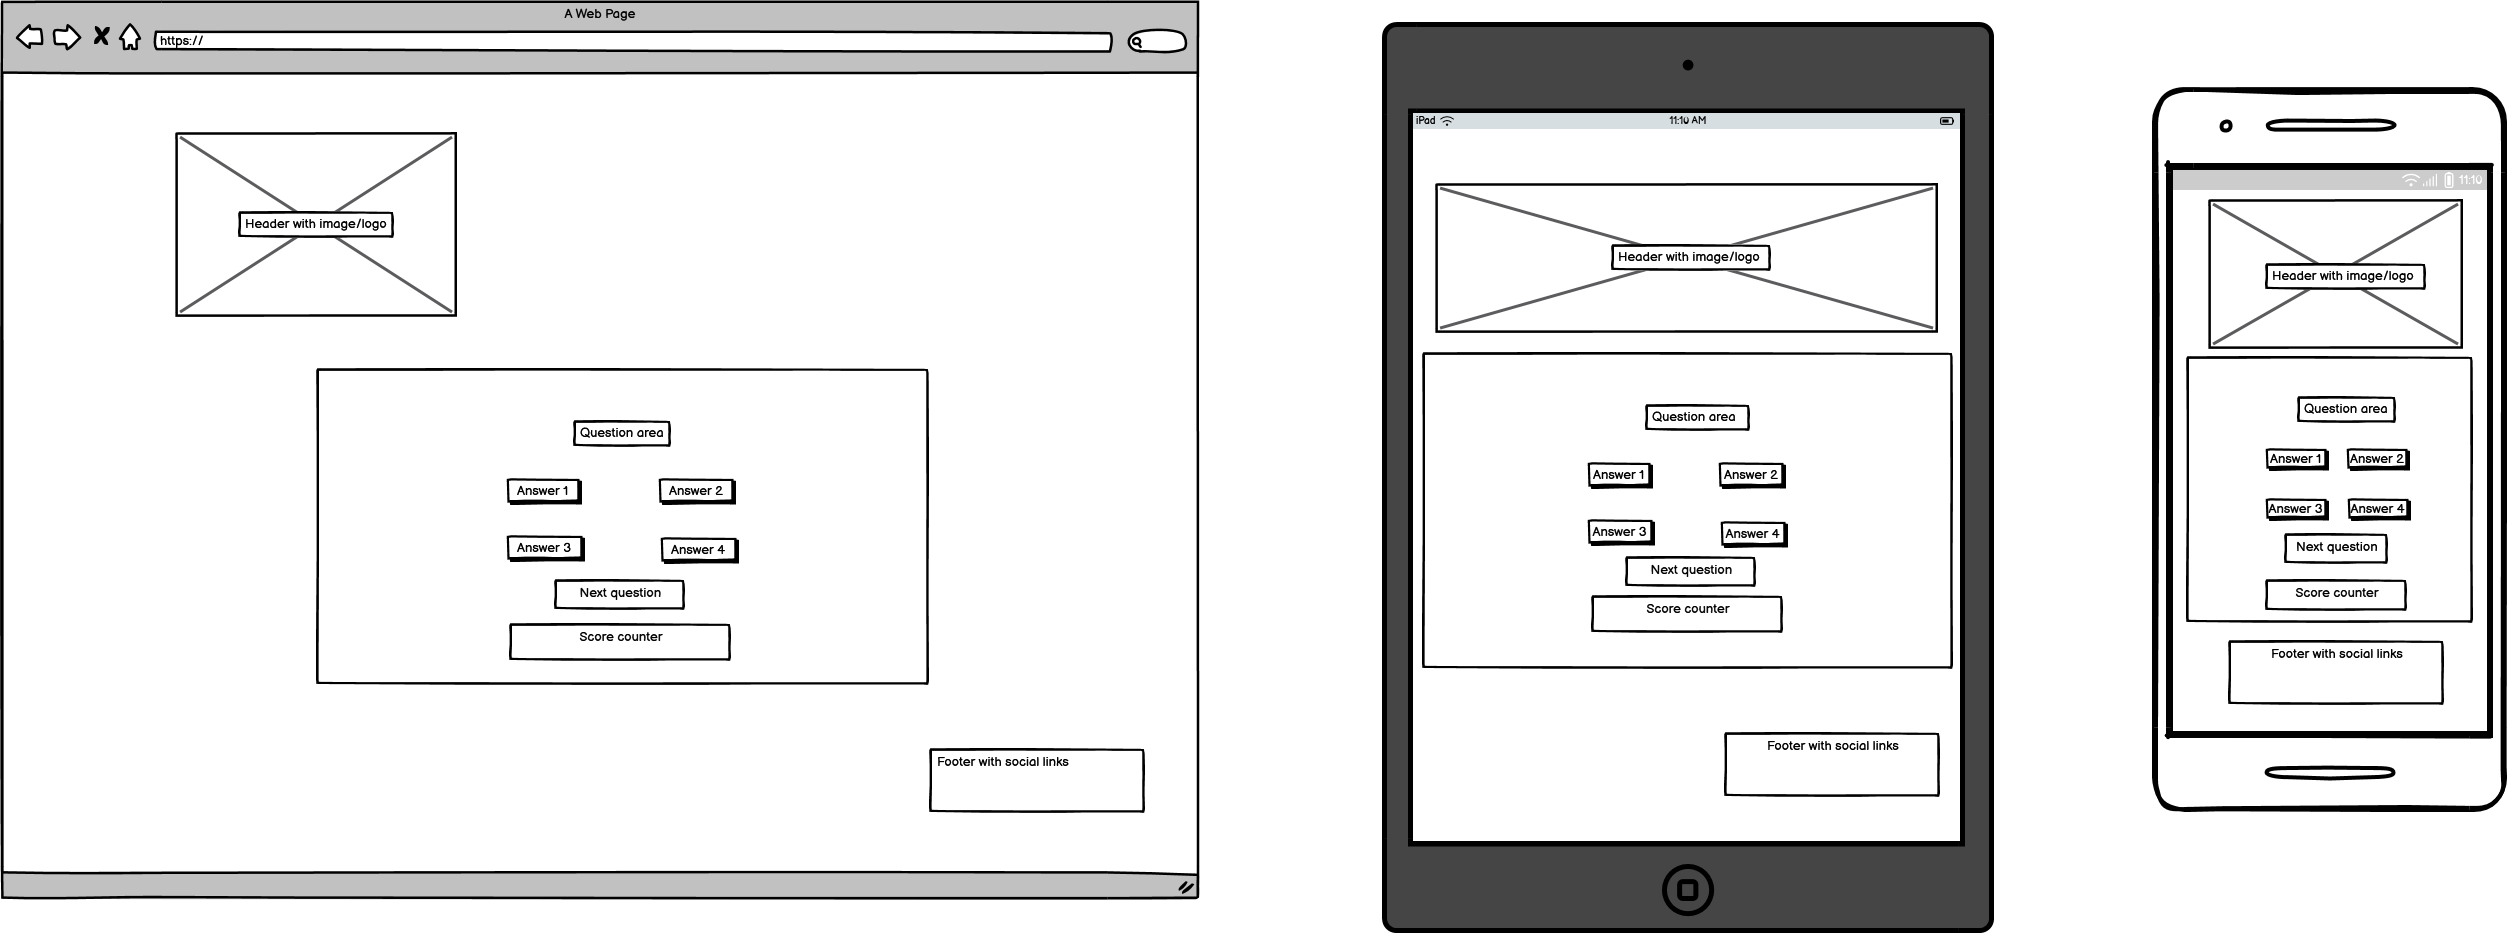 A Web Page
https://
Header with image/logo
Question area
Answer 1
Answer 2
Answer 3
Answer 4
Next question
Score counter
Footer with social links
iPad
11:10 AM
Header with image/logo
Question area
Answer 1
Answer 2
Answer 3
Answer 4
Next question
Score counter
Footer with social links
11:10
Header with image/logo
Question area
Answer 1
Answer 2
Answer 3
Answer 4
Next question
Score counter
Footer with social links